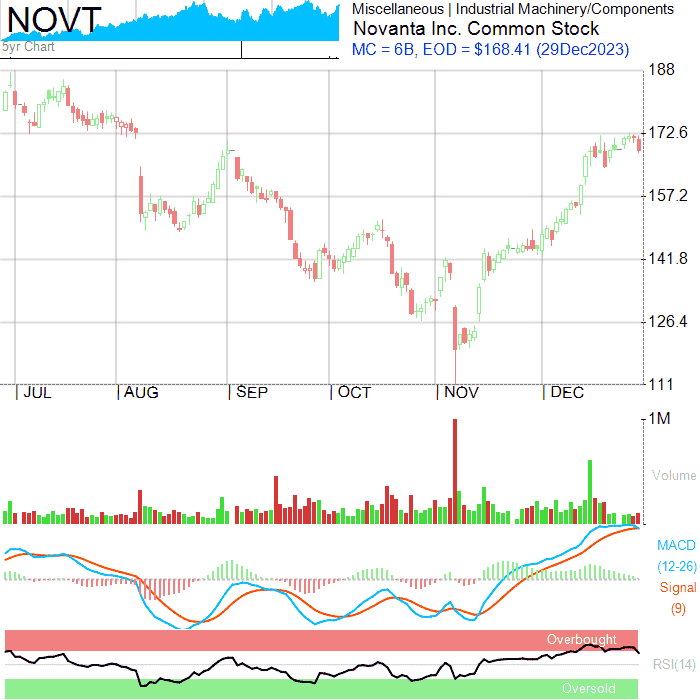 NOVT
5yr Chart
Miscellaneous | Industrial Machinery/Components
Novanta Inc. Common Stock
MC = 6B, EOD = $168.41 (29Dec2023)
188
172.6
157.2
141.8
126.4
111
JUL AUG SEP OCT NOV DEC
1M
Volume
MACD
(12-26)
Signal
(9)
Overbought
RSI(14)
Oversold